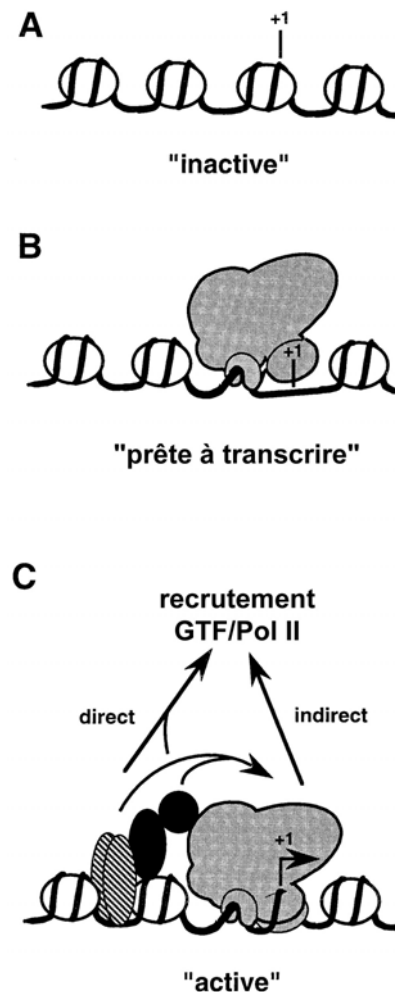 A
+1
"inactive"
B
+1
"prête à transcrire"
C
recrutement
GTF/Pol II
direct
indirect
+1
"active"